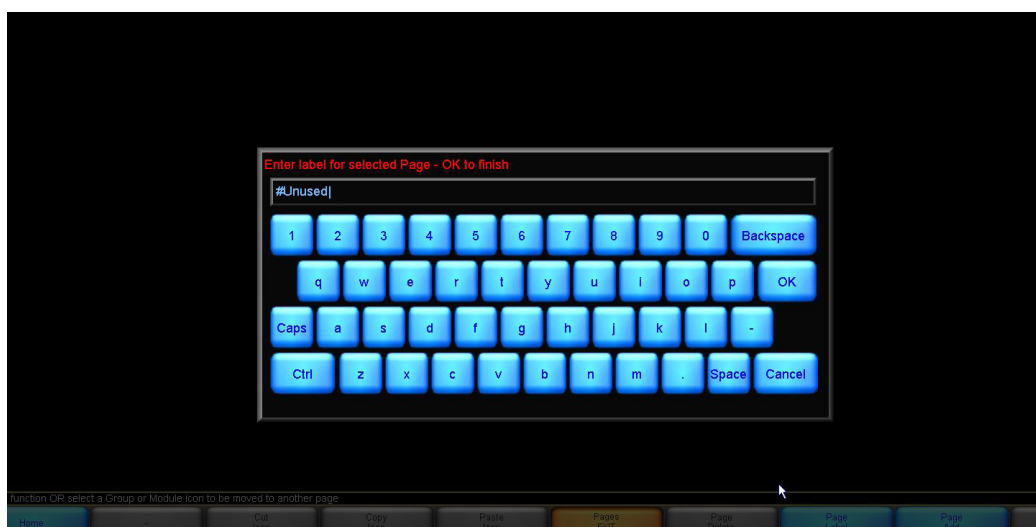 Enter label for selected Page - OK to finish
#Unused
1 2 3 4 5 6 7 8 9 0 Backspace
q w e r t y u i o p OK
Caps a s d f g h j k l -
Ctrl z x c v b n m . Space Cancel
function OR select a Group or Module icon to be moved to another page
Home Cut Copy Paste Pages Page Page Page